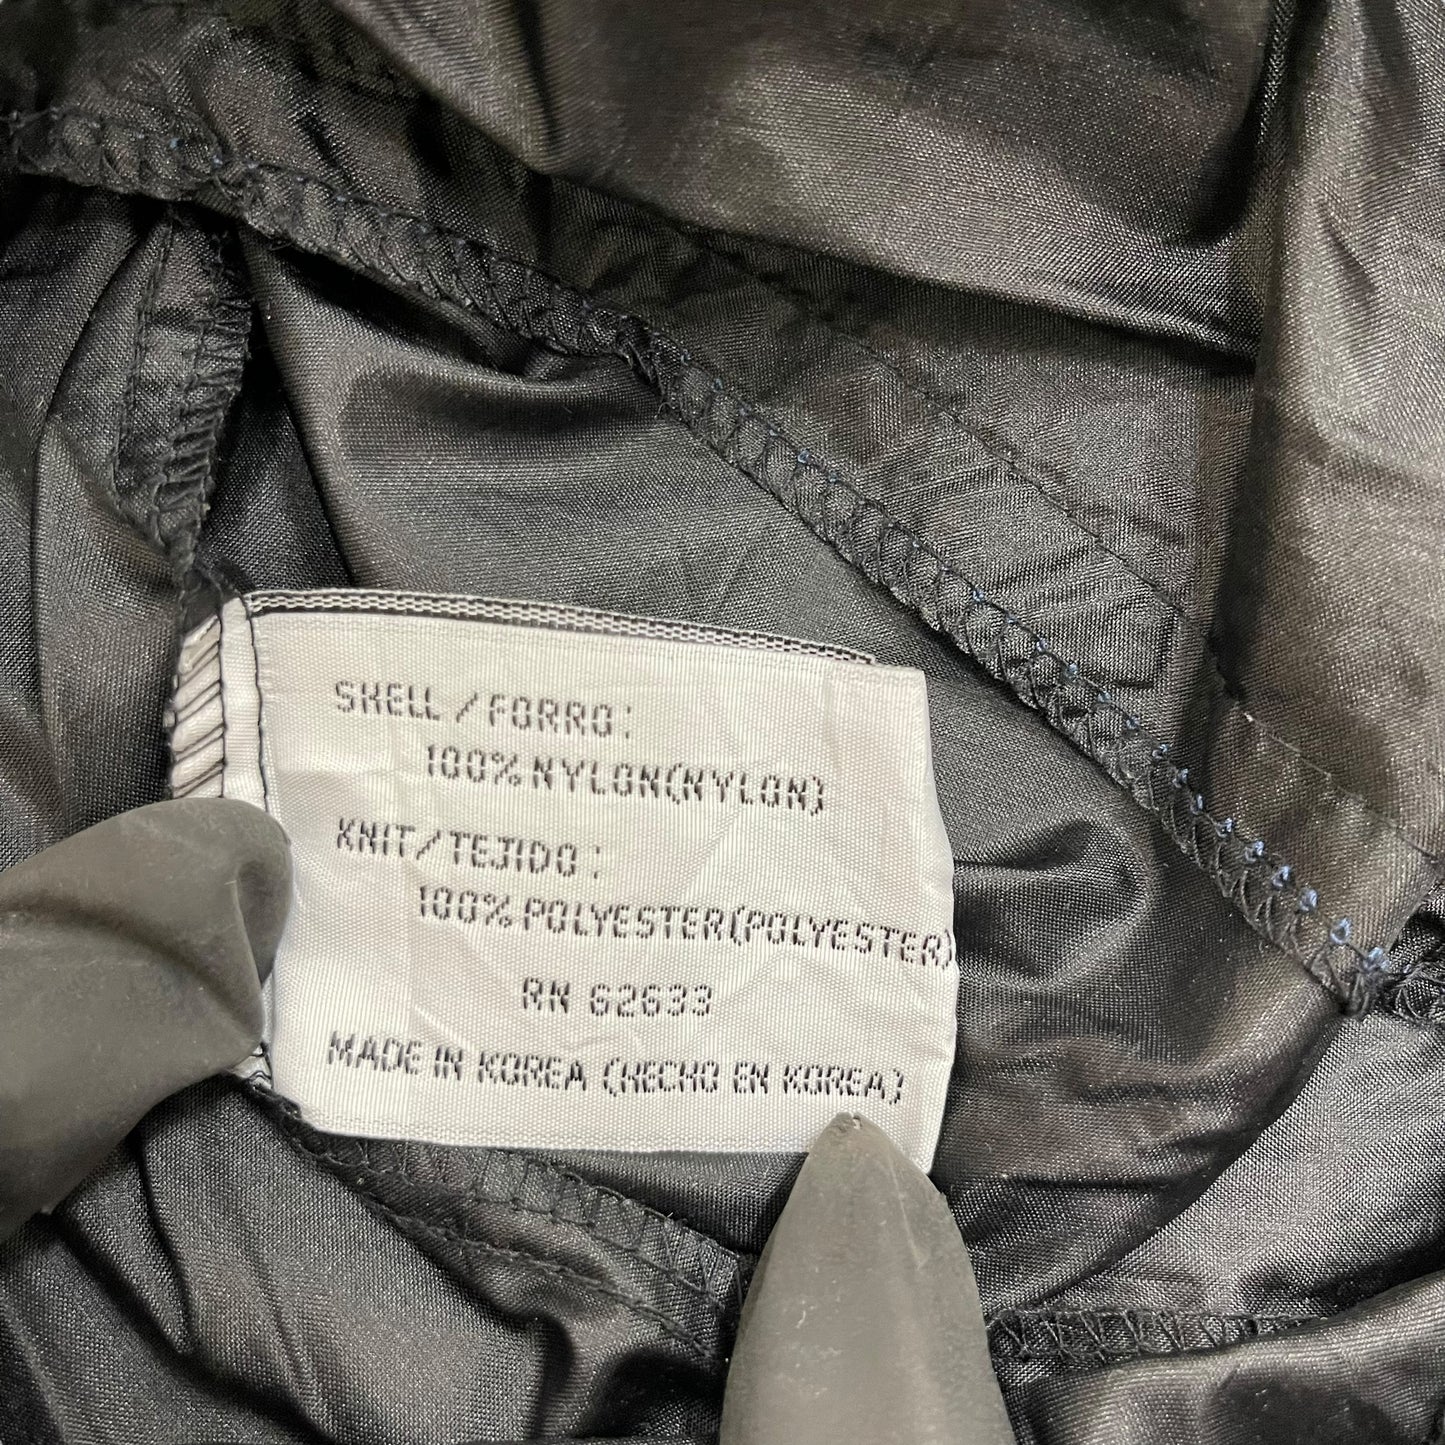 SHELL / FORRO:
100% NYLON(NYLON)
KNIT/TEJIDO:
100% POLYESTER(POLYESTER)
RN 62633
MADE IN KOREA (HECHO EN KOREA)